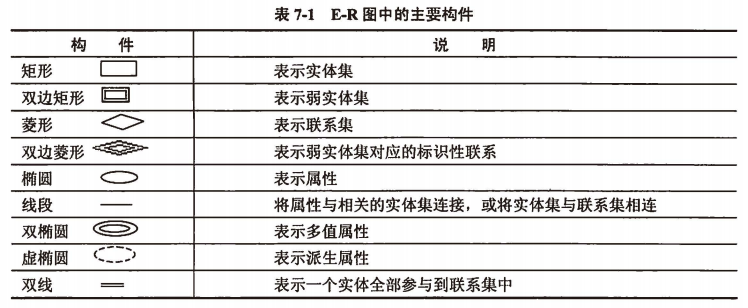 表 7-1 E-R 图中的主要构件
构 件 说 明
矩形 表示实体集
双边矩形 表示弱实体集
菱形 表示联系集
双边菱形 表示弱实体集对应的标识性联系
椭圆 表示属性
线段 将属性与相关的实体集连接，或将实体集与联系集相连
双椭圆 表示多值属性
虚椭圆 表示派生属性
双线 表示一个实体全部参与到联系集中